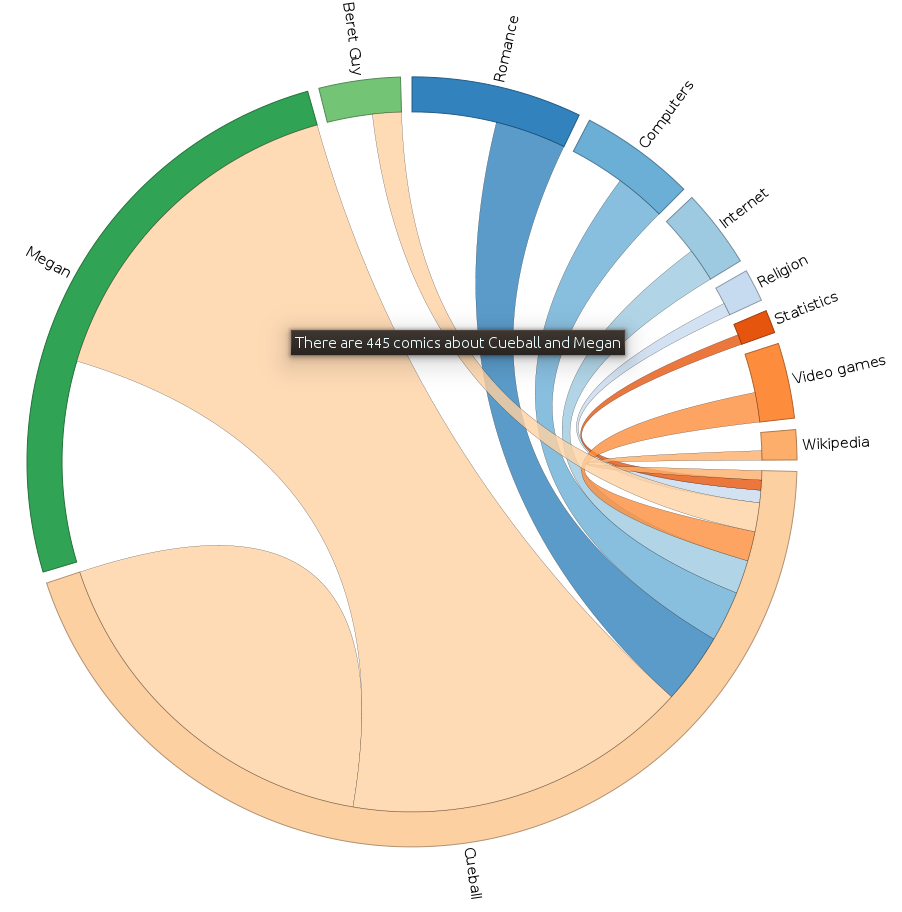 Beret Guy
Romance
Computers
Internet
Religion
Statistics
Video games
Wikipedia
Megan
There are 445 comics about Cueball and Megan
Cueball